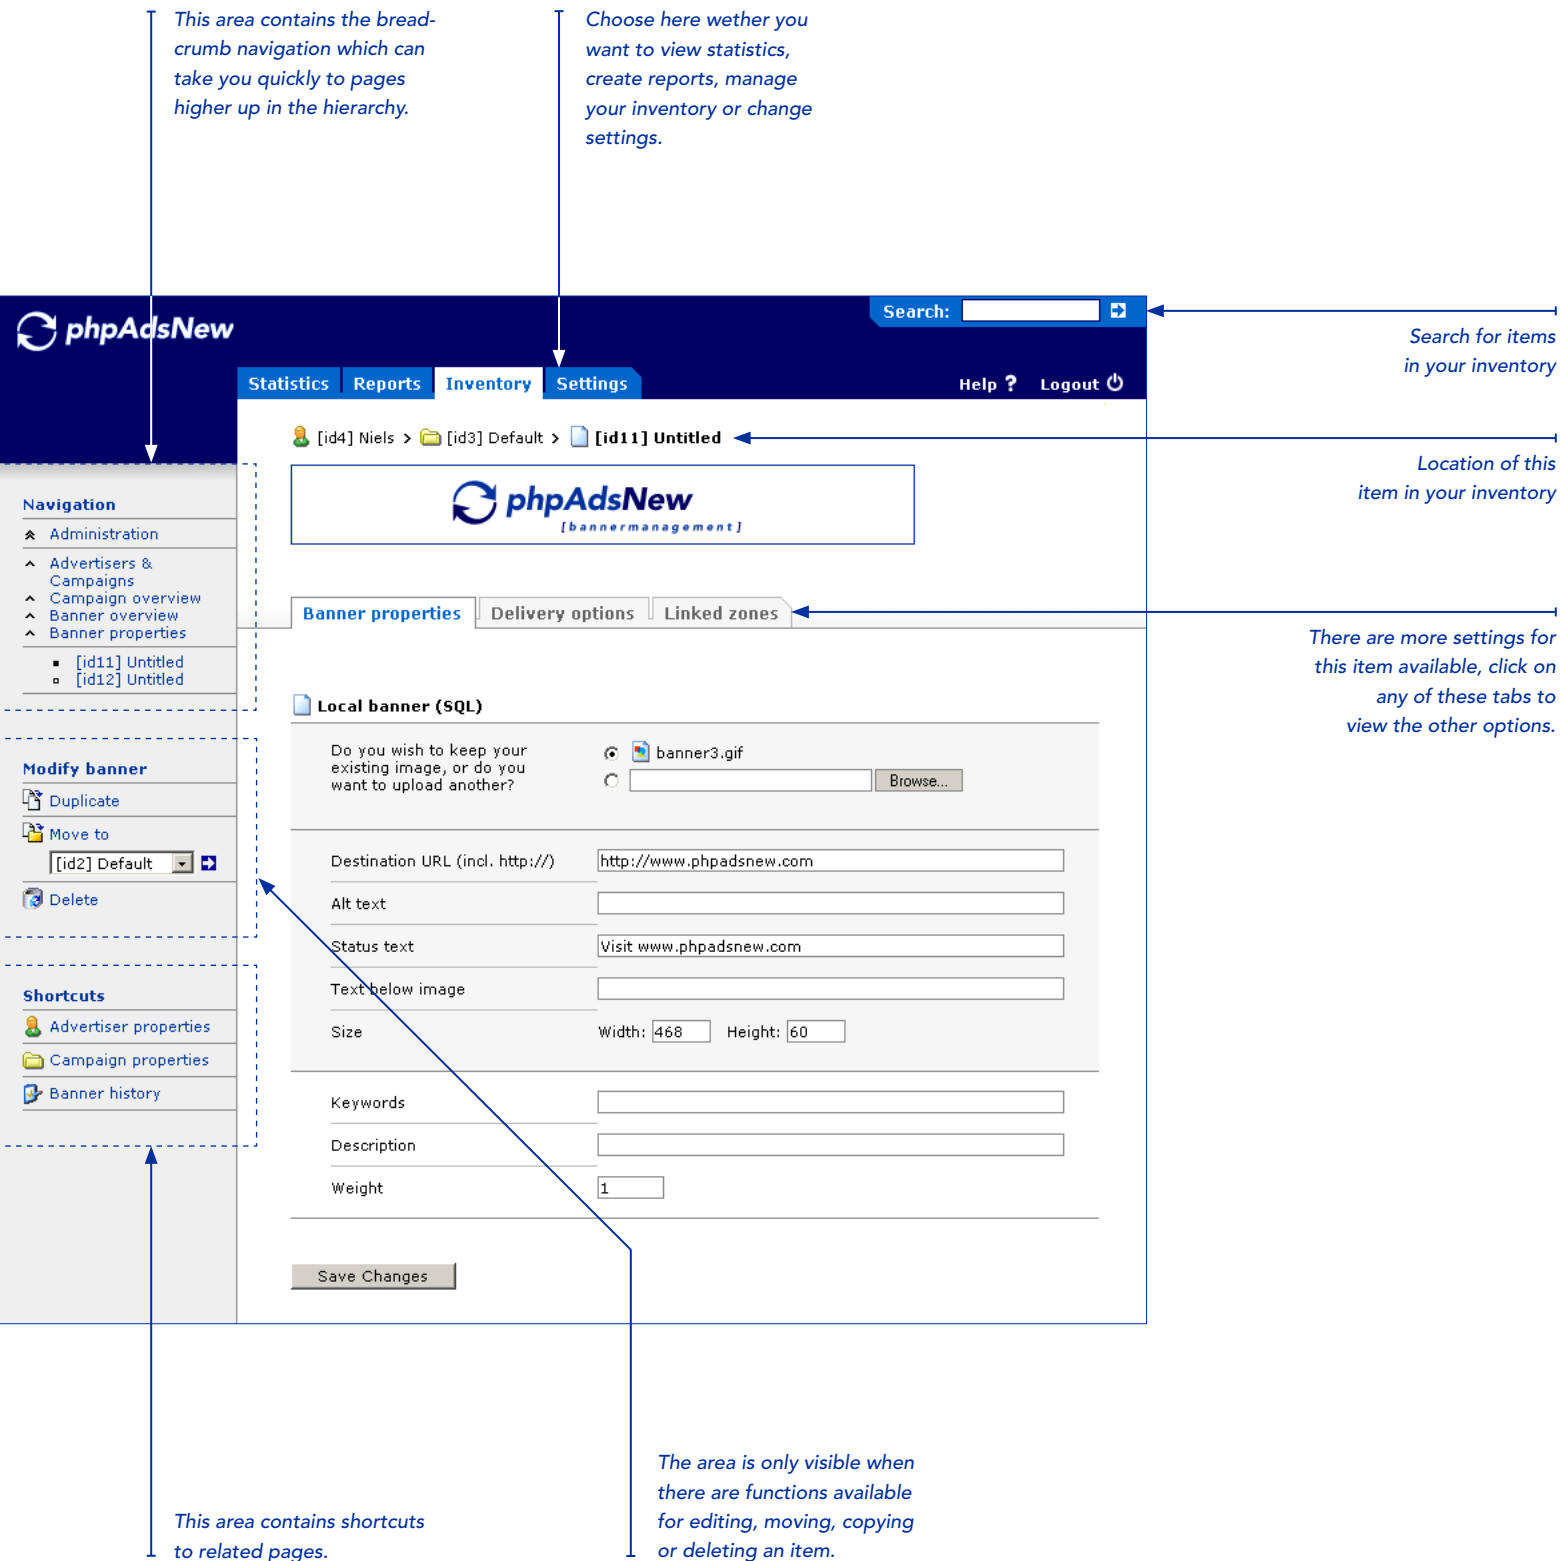 This area contains the bread-
crumb navigation which can
take you quickly to pages
higher up in the hierarchy.
Choose here wether you
want to view statistics,
create reports, manage
your inventory or change
settings.
phpAdsNew
Search:
Statistics Reports Inventory Settings
Help ? Logout
Search for items
in your inventory
[id4] Niels > [id3] Default > [id11] Untitled
Location of this
item in your inventory
phpAdsNew
[bannermanagement]
Navigation
Administration
Advertisers &
Campaigns
Campaign overview
Banner overview
Banner properties
[id11] Untitled
[id12] Untitled
Banner properties Delivery options Linked zones
There are more settings for
this item available, click on
any of these tabs to
view the other options.
Modify banner
Duplicate
Move to
[id2] Default
Delete
Shortcuts
Advertiser properties
Campaign properties
Banner history
Local banner (SQL)
Do you wish to keep your
existing image, or do you
want to upload another?
banner3.gif
Browse...
Destination URL (incl. http://) http://www.phpadsnew.com
Alt text
Status text Visit www.phpadsnew.com
Text below image
Size Width: 468 Height: 60
Keywords
Description
Weight 1
Save Changes
This area contains shortcuts
to related pages.
The area is only visible when
there are functions available
for editing, moving, copying
or deleting an item.